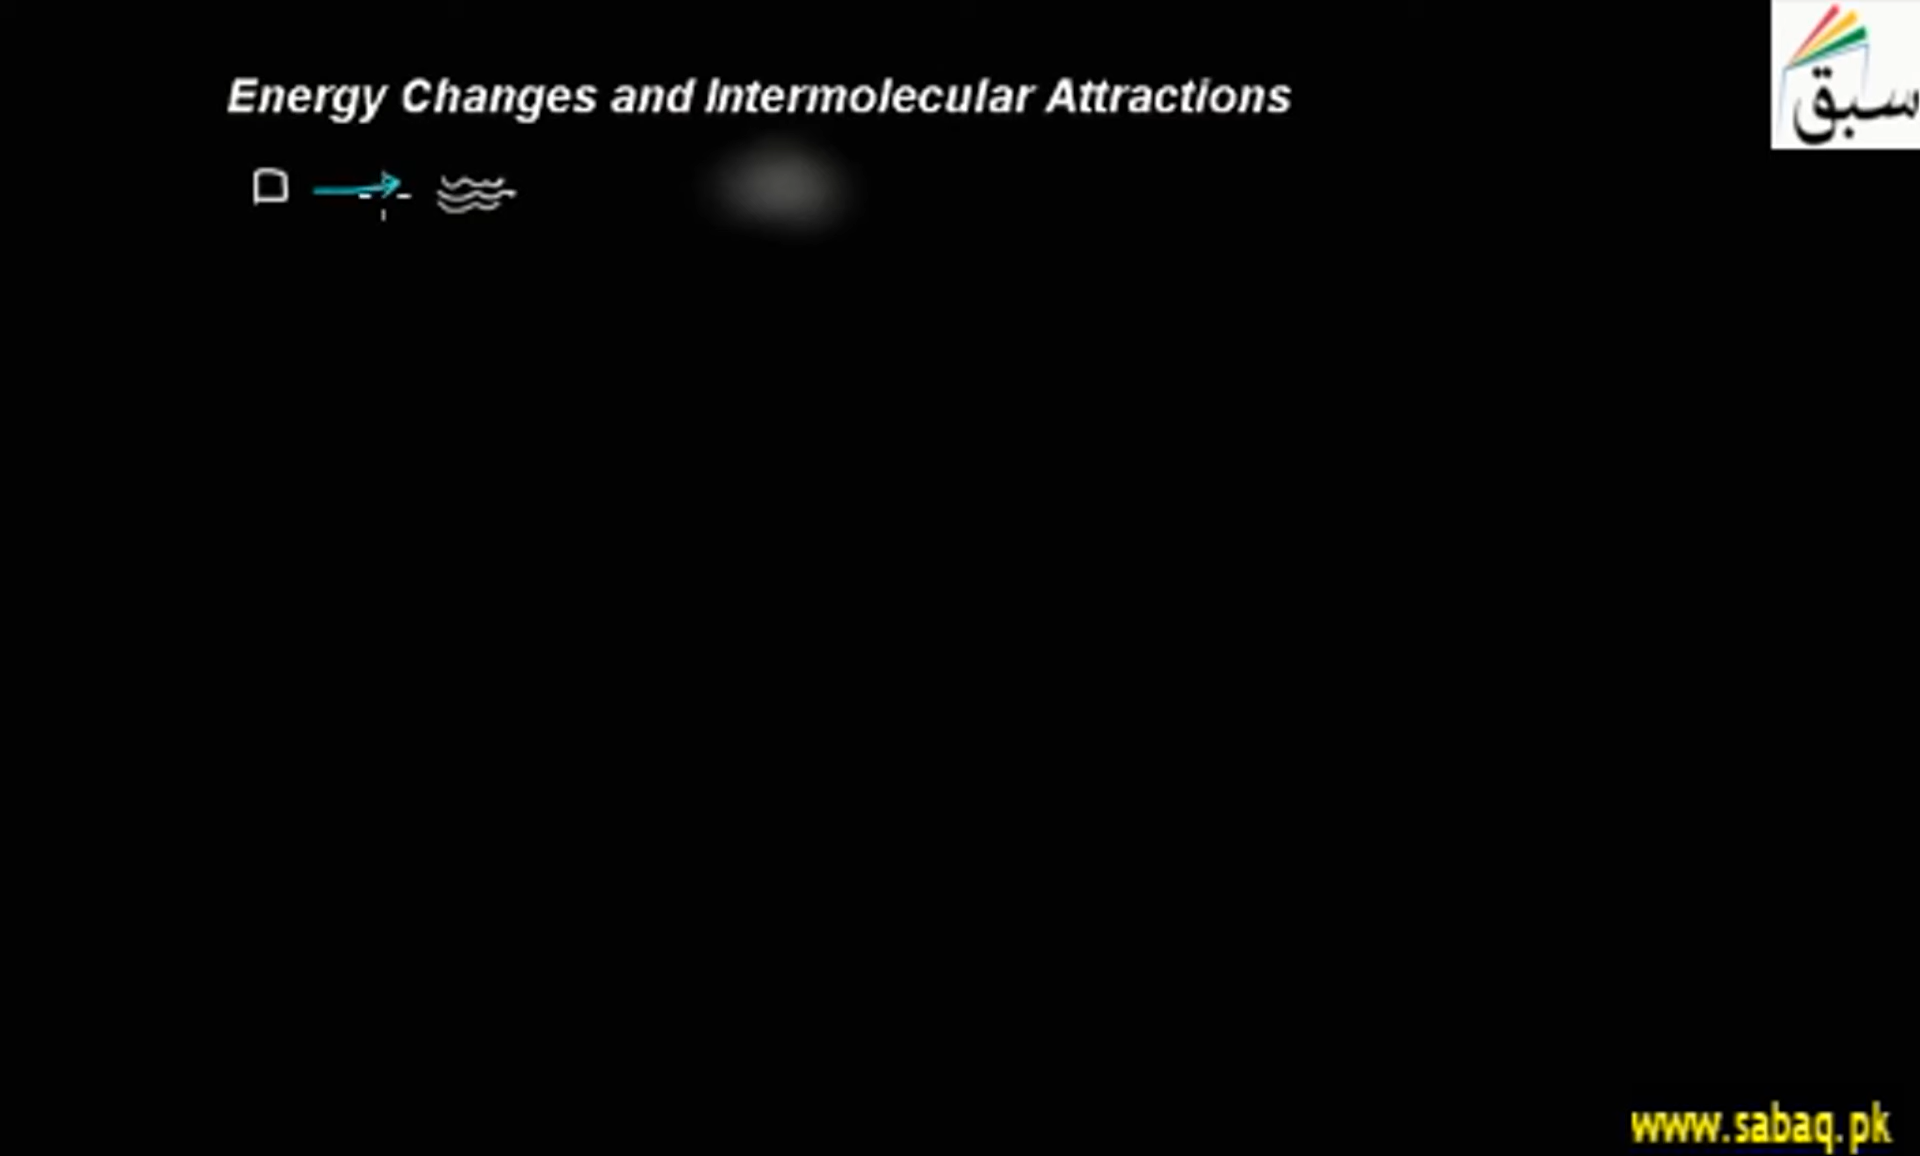 Energy Changes and Intermolecular Attractions
سبق
www.sabaq.pk